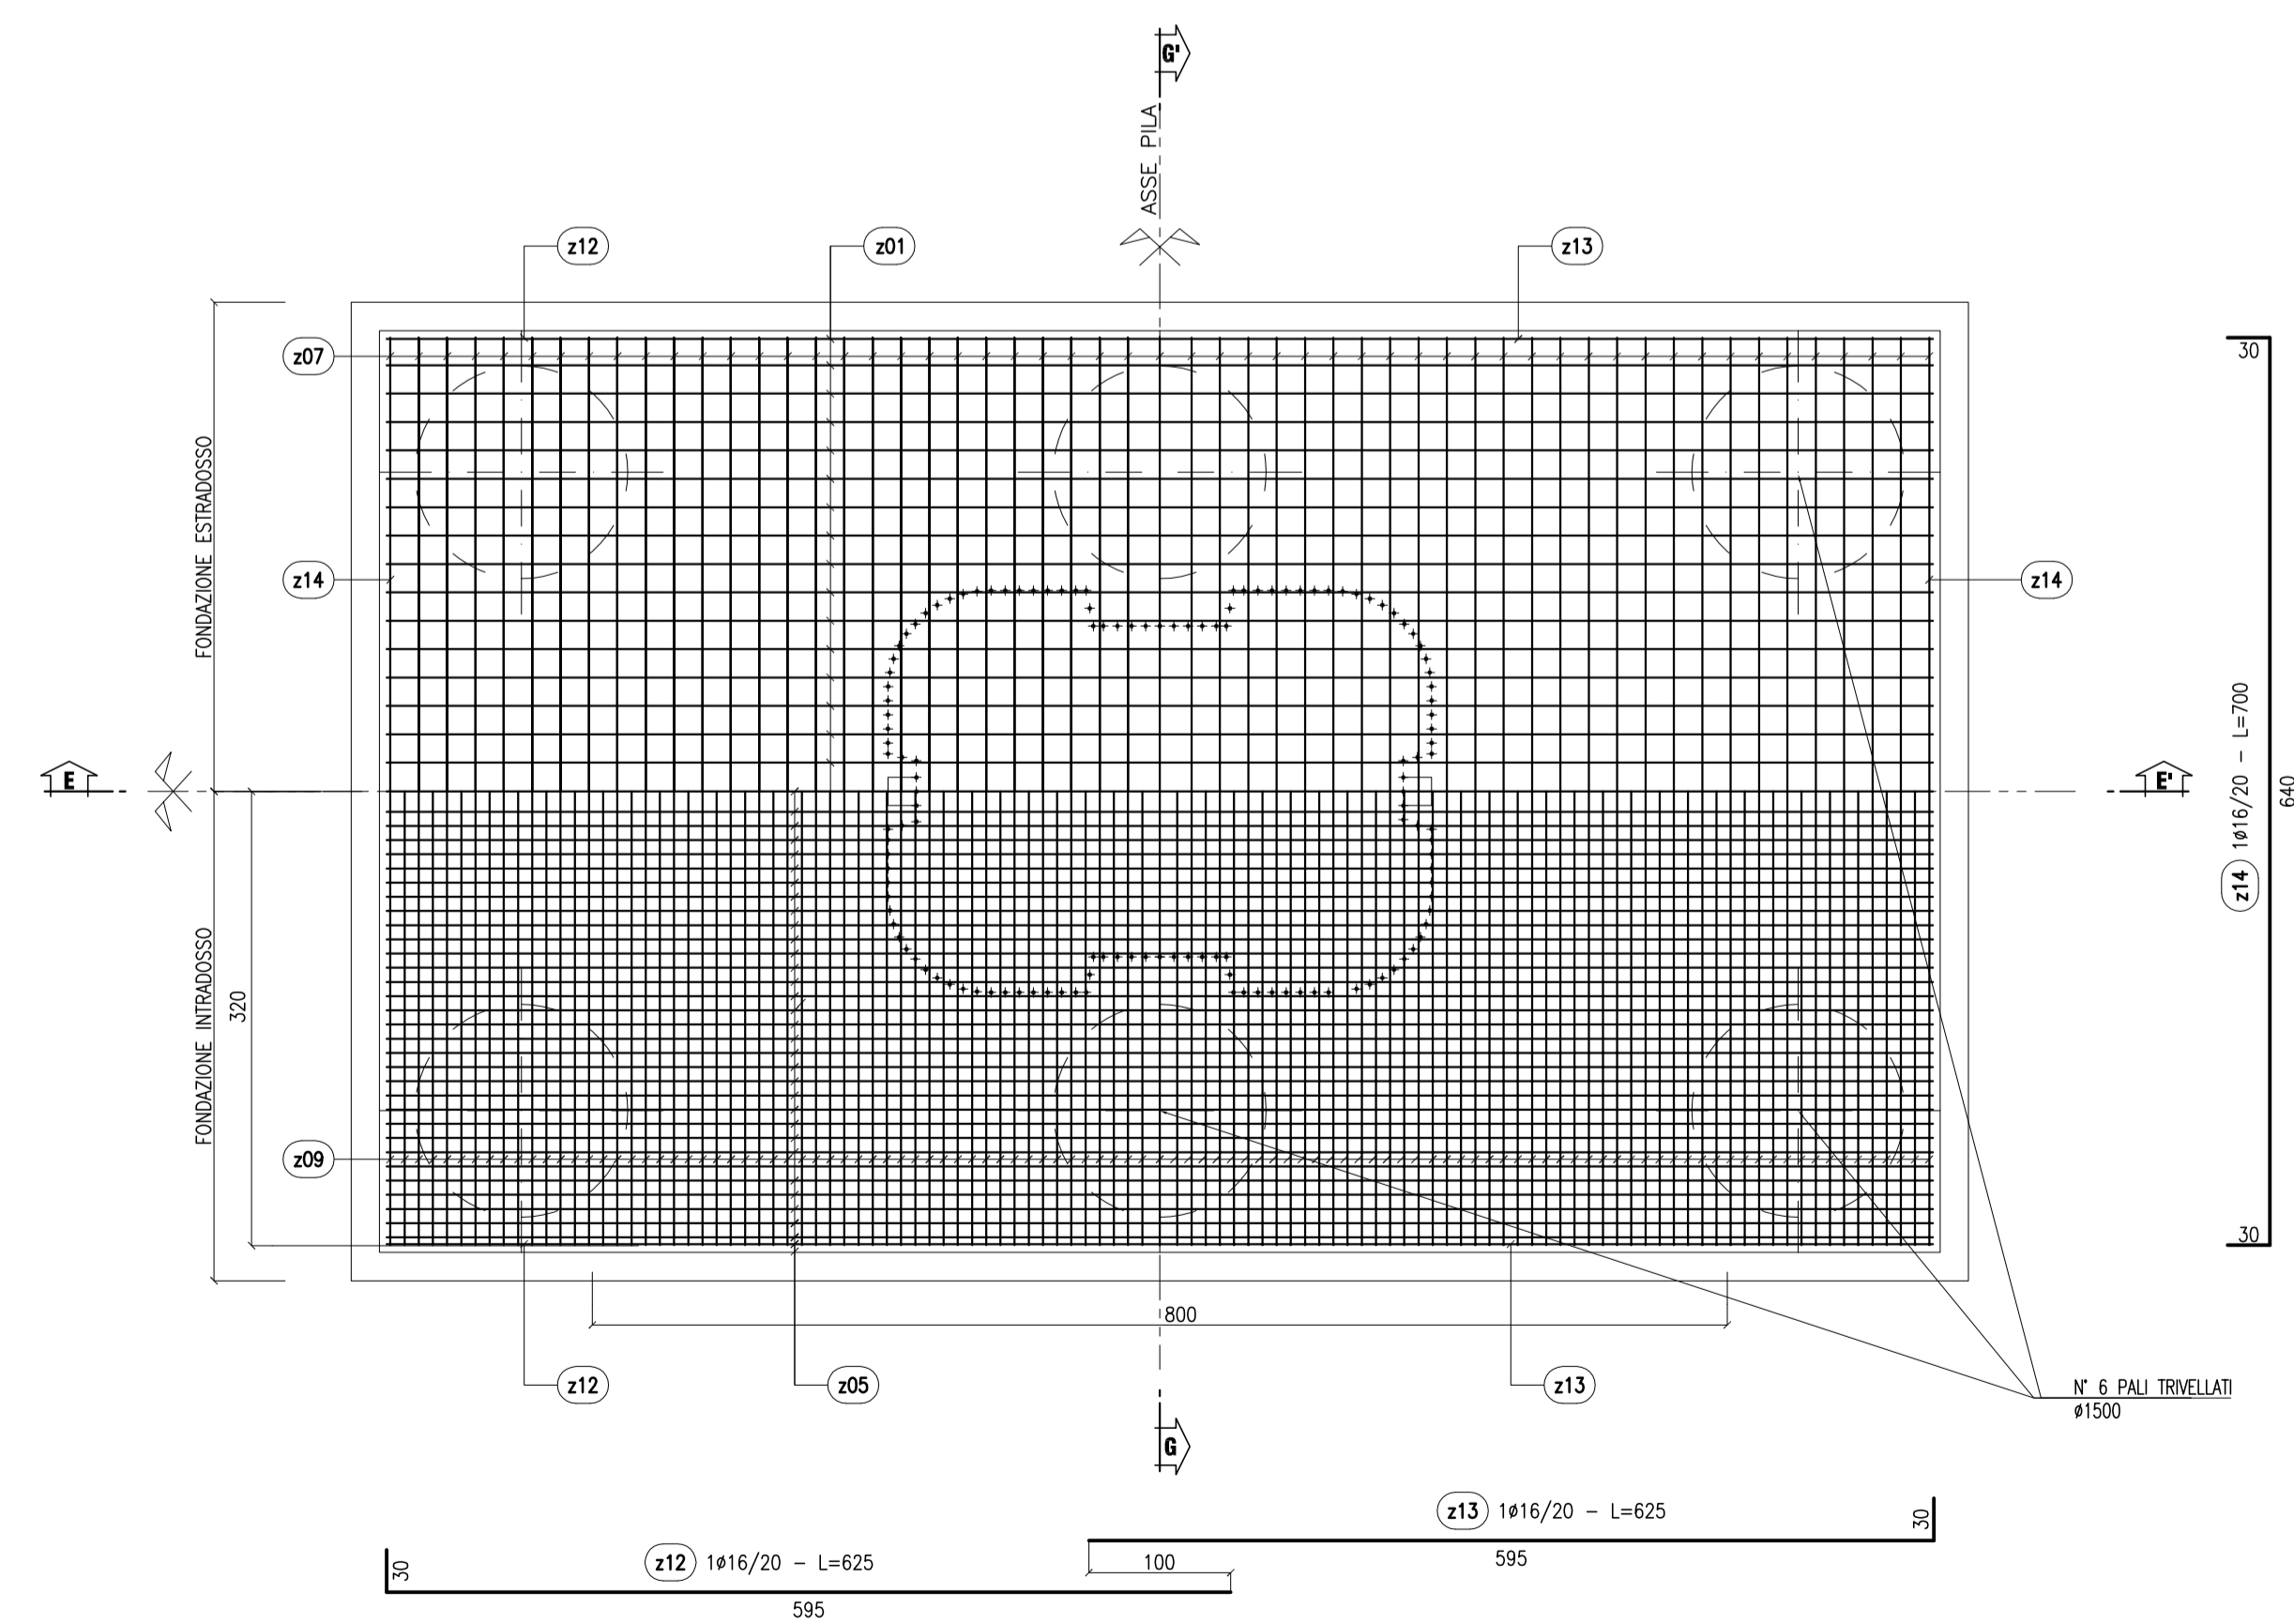 G'
ASSE PILA
z12
z01
z13
z07
30
FONDAZIONE ESTRADOSSO
z14
z14
z14 1ø16/20 - L=700
640
E
E'
FONDAZIONE INTRADOSSO
320
z09
30
800
z12
z05
z13
N° 6 PALI TRIVELLATI
ø1500
G
z13 1ø16/20 - L=625
30
595
z12 1ø16/20 - L=625
30
100
595